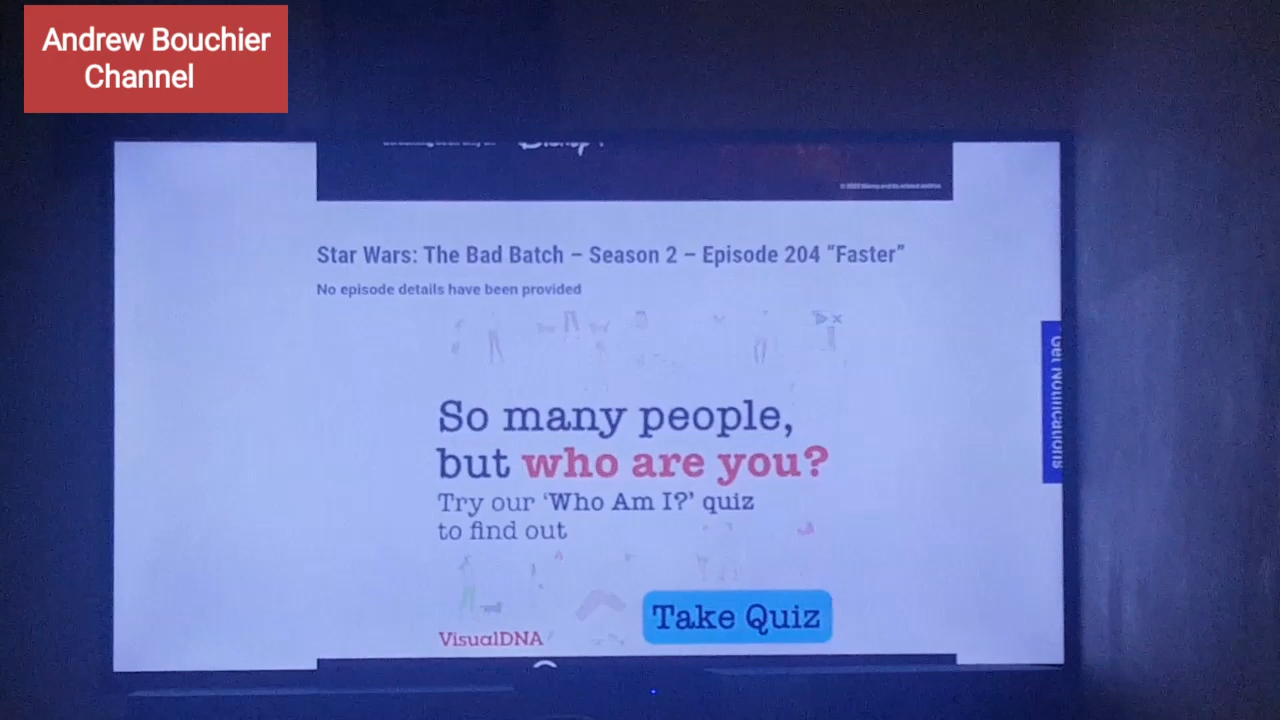 Andrew Bouchier
Channel
Disney+
Star Wars: The Bad Batch – Season 2 – Episode 204 “Faster”
No episode details have been provided
So many people,
but who are you?
Try our ‘Who Am I?’ quiz
to find out
Take Quiz
VisualDNA
Get Notifications